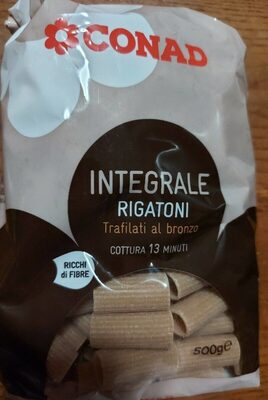 CONAD
INTEGRALE
RIGATONI
Trafilati al bronzo
COTTURA 13 MINUTI
RICCHI
di FIBRE
500g℮